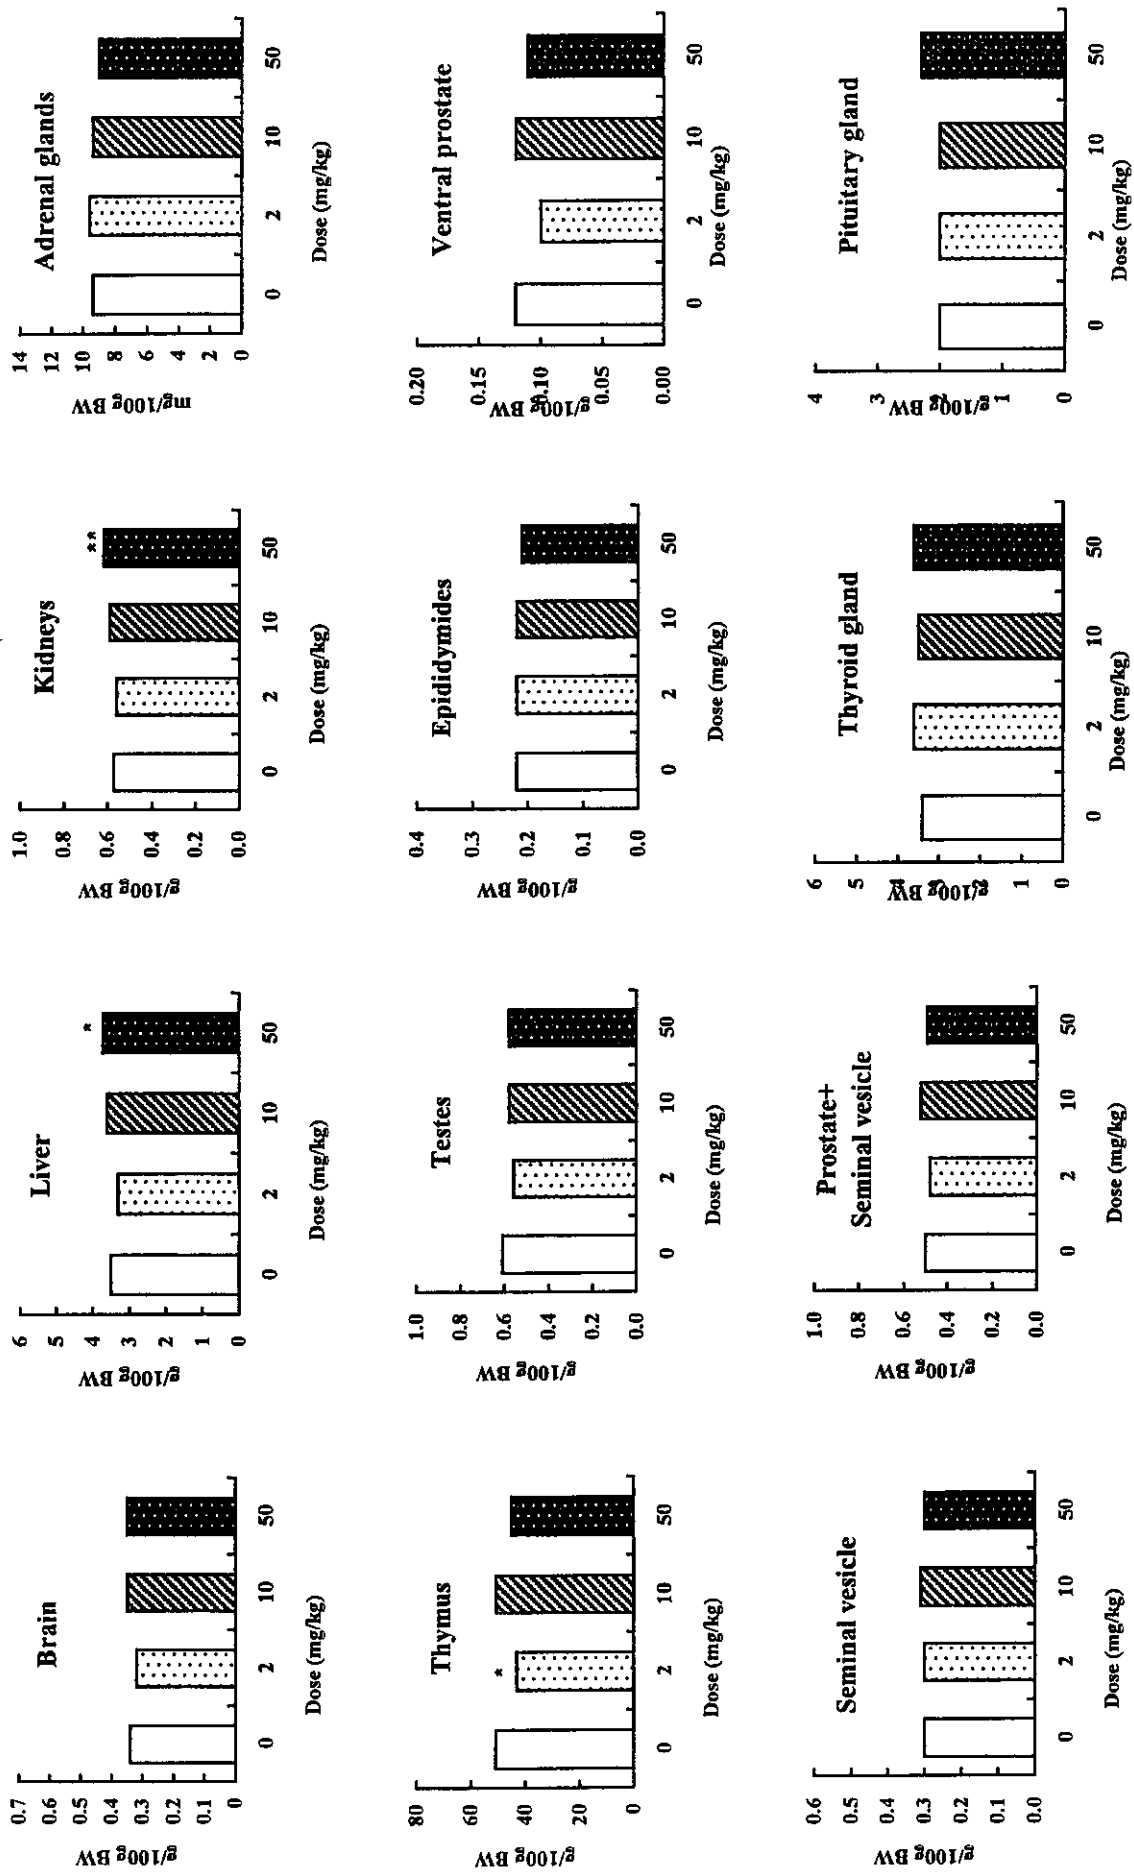 Brain
g/100g BW
0.7
0.6
0.5
0.4
0.3
0.2
0.1
0
0 2 10 50
Dose (mg/kg)
Liver
g/100g BW
6
5
4
3
2
1
0
*
0 2 10 50
Dose (mg/kg)
Kidneys
g/100g BW
1.0
0.8
0.6
0.4
0.2
0.0
**
0 2 10 50
Dose (mg/kg)
Adrenal glands
mg/100g BW
14
12
10
8
6
4
2
0
0 2 10 50
Dose (mg/kg)
Thymus
g/100g BW
80
60
40
20
0
*
0 2 10 50
Dose (mg/kg)
Testes
g/100g BW
1.0
0.8
0.6
0.4
0.2
0.0
0 2 10 50
Dose (mg/kg)
Epididymides
g/100g BW
0.4
0.3
0.2
0.1
0.0
0 2 10 50
Dose (mg/kg)
Ventral prostate
g/100g BW
0.20
0.15
0.10
0.05
0.00
0 2 10 50
Dose (mg/kg)
Seminal vesicle
g/100g BW
0.6
0.5
0.4
0.3
0.2
0.1
0.0
0 2 10 50
Dose (mg/kg)
Prostate+
Seminal vesicle
g/100g BW
1.0
0.8
0.6
0.4
0.2
0.0
0 2 10 50
Dose (mg/kg)
Thyroid gland
g/100g BW
6
5
4
3
2
1
0
0 2 10 50
Dose (mg/kg)
Pituitary gland
g/100g BW
4
3
2
1
0
0 2 10 50
Dose (mg/kg)